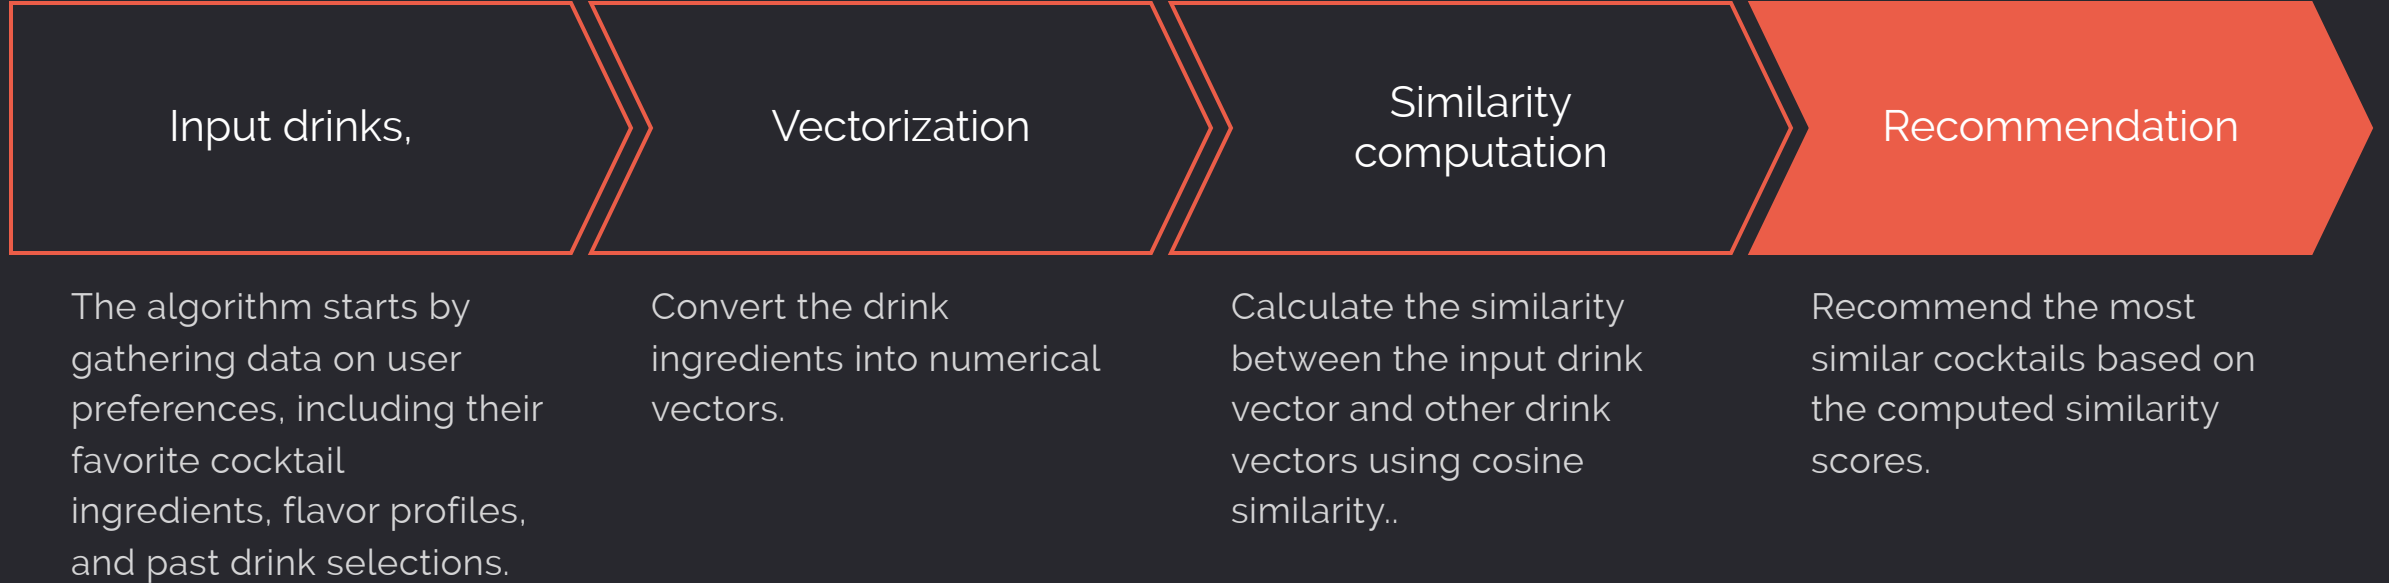 Input drinks,
Vectorization
Similarity
computation
Recommendation
The algorithm starts by
gathering data on user
preferences, including their
favorite cocktail
ingredients, flavor profiles,
and past drink selections.
Convert the drink
ingredients into numerical
vectors.
Calculate the similarity
between the input drink
vector and other drink
vectors using cosine
similarity..
Recommend the most
similar cocktails based on
the computed similarity
scores.